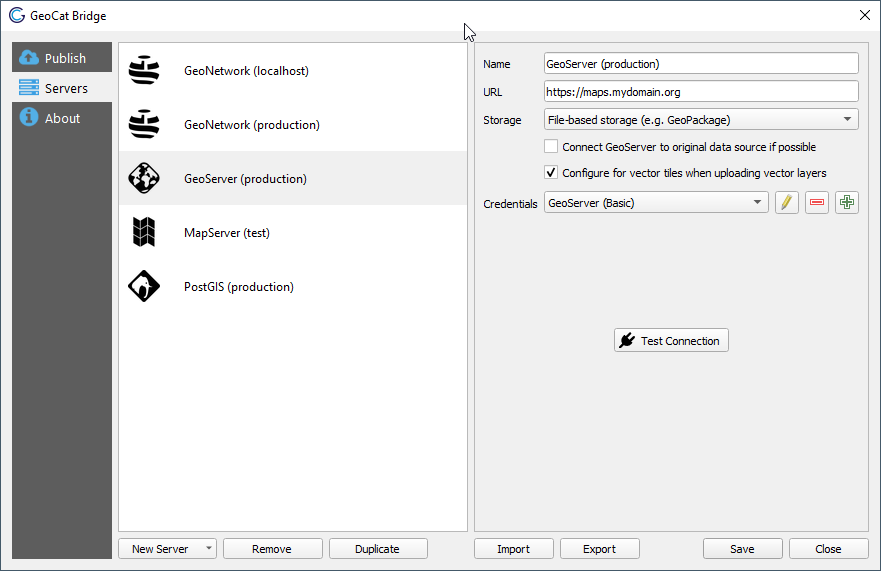 GeoCat Bridge
Publish
Servers
About
GeoNetwork (localhost)
GeoNetwork (production)
GeoServer (production)
MapServer (test)
PostGIS (production)
Name GeoServer (production)
URL https://maps.mydomain.org
Storage File-based storage (e.g. GeoPackage)
Connect GeoServer to original data source if possible
Configure for vector tiles when uploading vector layers
Credentials GeoServer (Basic)
Test Connection
New Server Remove Duplicate Import Export Save Close